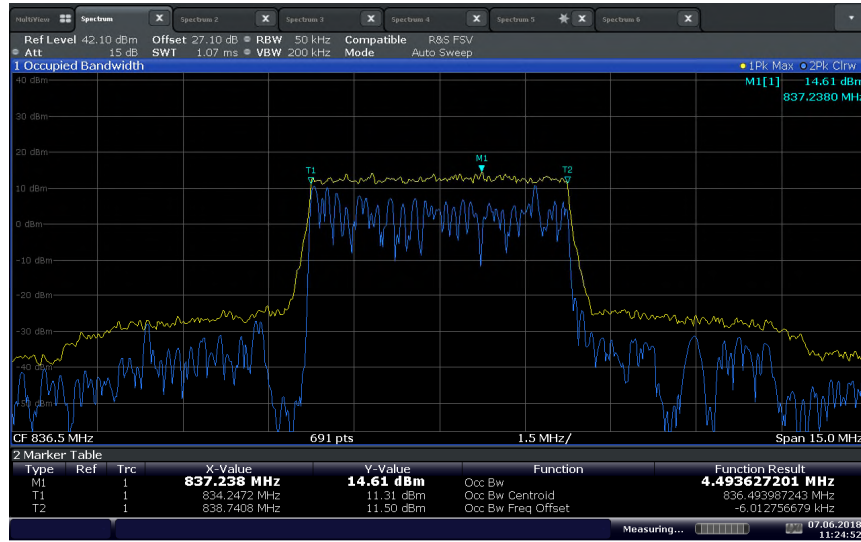 MultiView Spectrum X Spectrum 2 X Spectrum 3 X Spectrum 4 X Spectrum 5 X Spectrum 6 X
Ref Level 42.10 dBm Offset 27.10 dB RBW 50 kHz Compatible R&S FSV
Att 15 dB SWT 1.07 ms VBW 200 kHz Mode Auto Sweep
1 Occupied Bandwidth 1Pk Max 2Pk Clrw
M1[1] 14.61 dBm
837.2380 MHz
40 dBm
30 dBm
20 dBm
M1
T1 T2
10 dBm
0 dBm
-10 dBm
-20 dBm
-30 dBm
-40 dBm
-50 dBm
CF 836.5 MHz 691 pts 1.5 MHz/ Span 15.0 MHz
2 Marker Table
Type Ref Trc X-Value Y-Value Function Function Result
M1 1 837.238 MHz 14.61 dBm Occ Bw 4.493627201 MHz
T1 1 834.2472 MHz 11.31 dBm Occ Bw Centroid 836.493987243 MHz
T2 1 838.7408 MHz 11.50 dBm Occ Bw Freq Offset -6.012756679 kHz
Measuring... 07.06.2018
11:24:52